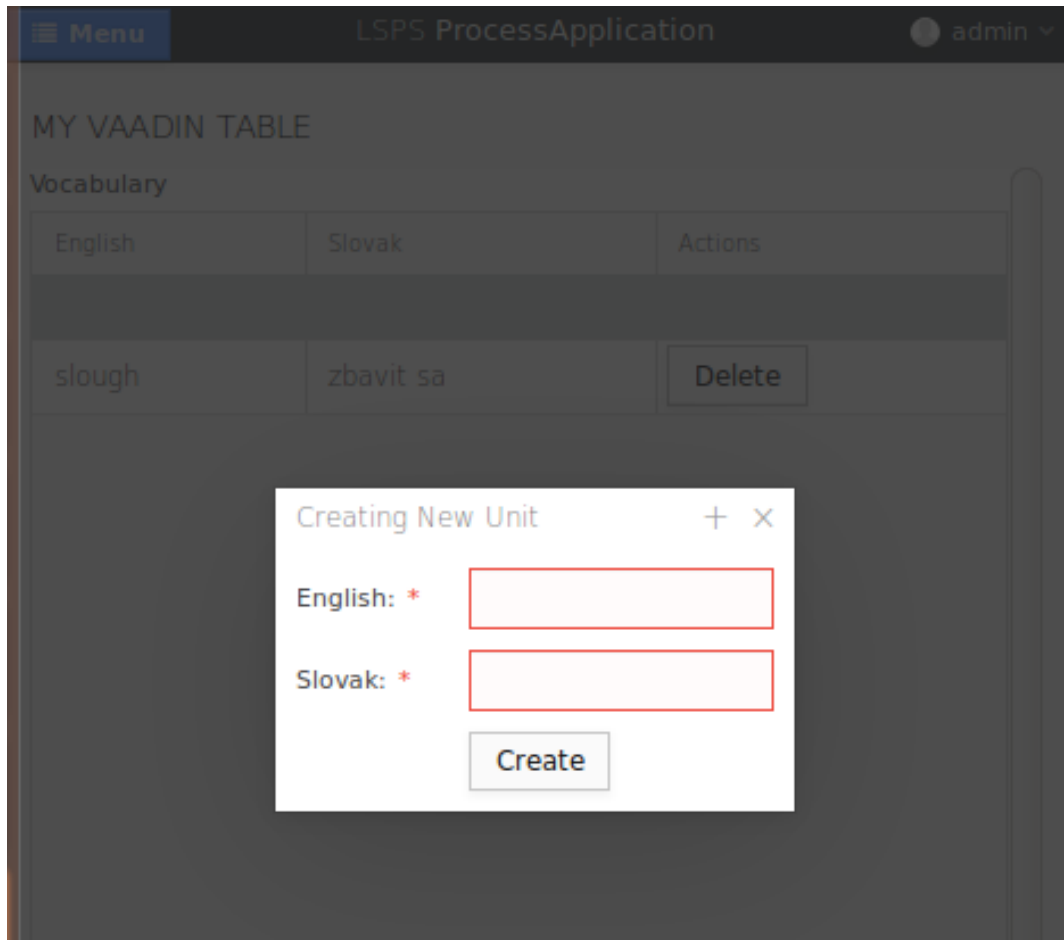 Menu LSPS ProcessApplication admin
MY VAADIN TABLE
Vocabulary
English Slovak Actions
slough zbavit sa Delete
Creating New Unit + ×
English: *
Slovak: *
Create